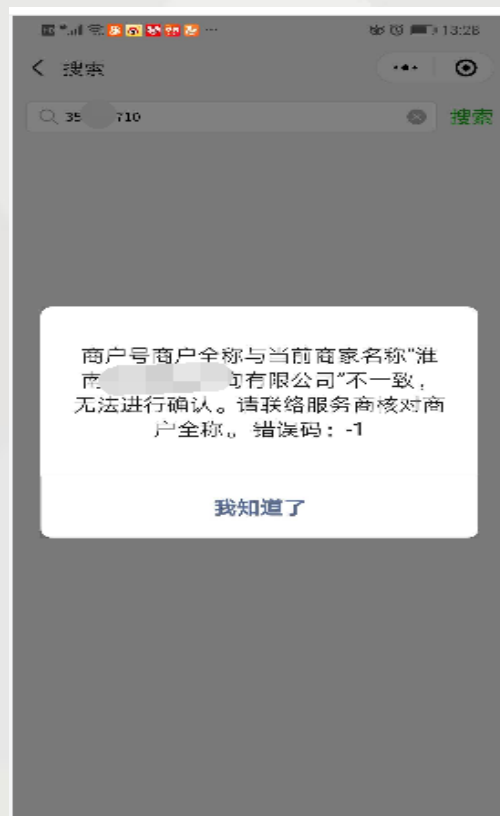 13:28
搜索
35 710
搜索
商户号商户全称与当前商家名称“淮
南 有限公司”不一致，
无法进行确认。请联络服务商核对商
户全称。错误码：-1
我知道了